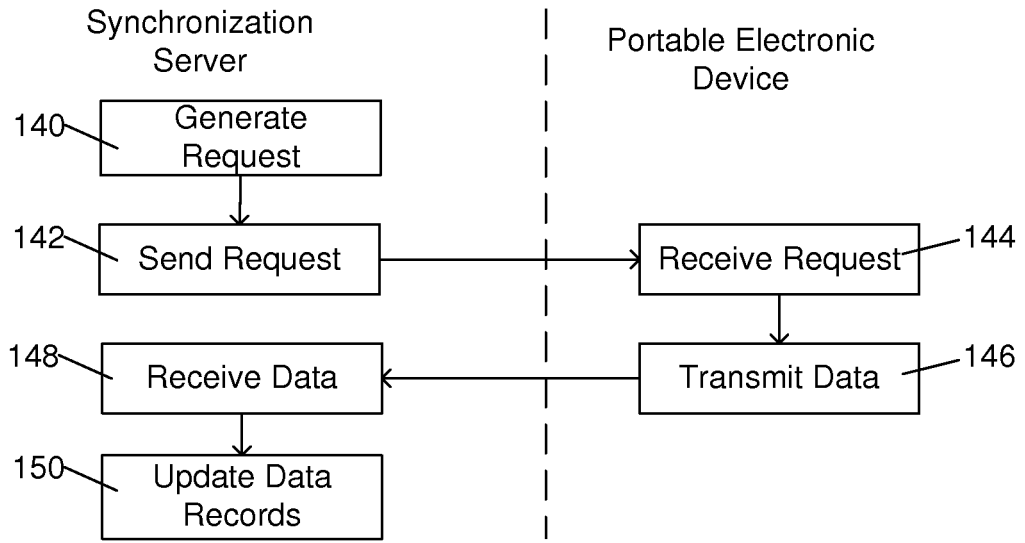 Synchronization
Server
Portable Electronic
Device
140
Generate
Request
142
Send Request
Receive Request
144
148
Receive Data
Transmit Data
146
150
Update Data
Records